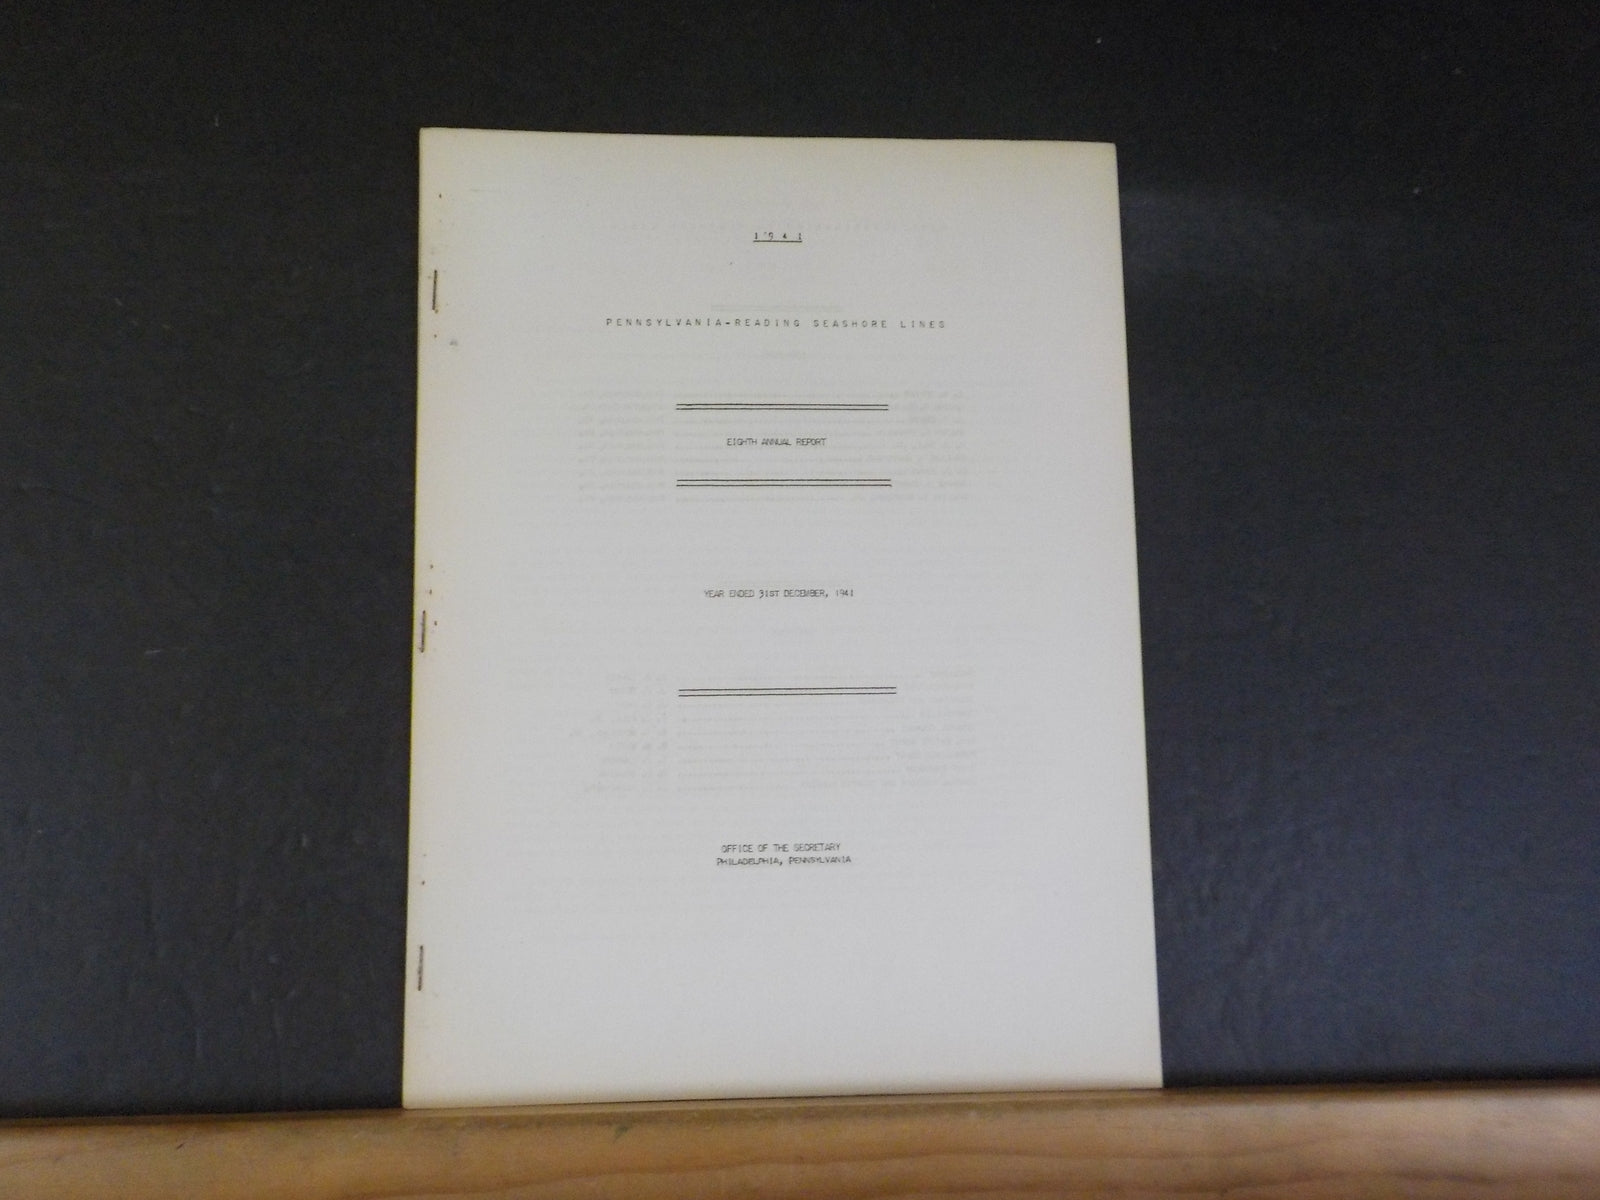 1941
PENNSYLVANIA-READING SEASHORE LINES
EIGHTH ANNUAL REPORT
YEAR ENDED 31ST DECEMBER, 1941
OFFICE OF THE SECRETARY
PHILADELPHIA, PENNSYLVANIA